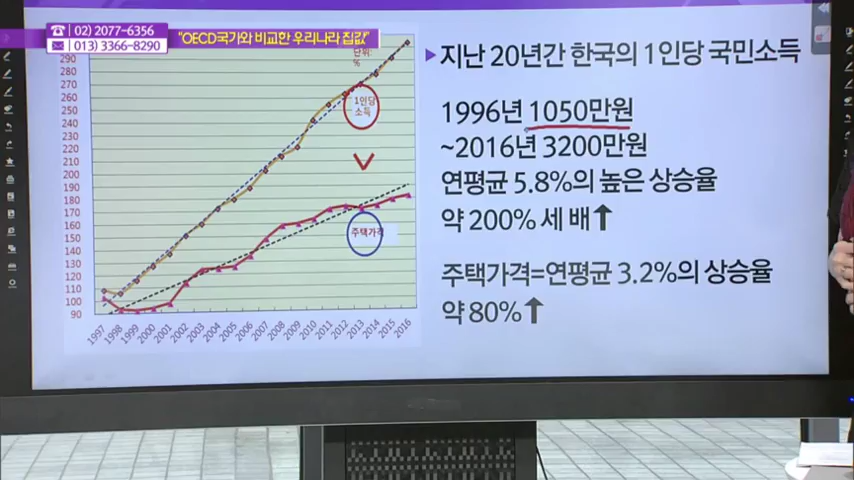 ☎ 02) 2077-6356
✉ 013) 3366-8290
"OECD국가와 비교한 우리나라 집값"
단위:
%
290
280
270
260
250
240
230
220
210
200
190
180
170
160
150
140
130
120
110
100
90
1인당
소득
주택가격
1997 1998 1999 2000 2001 2002 2003 2004 2005 2006 2007 2008 2009 2010 2011 2012 2013 2014 2015 2016
▶지난 20년간 한국의 1인당 국민소득
1996년 1050만원
~2016년 3200만원
연평균 5.8%의 높은 상승율
약 200% 세 배↑
주택가격=연평균 3.2%의 상승율
약 80%↑